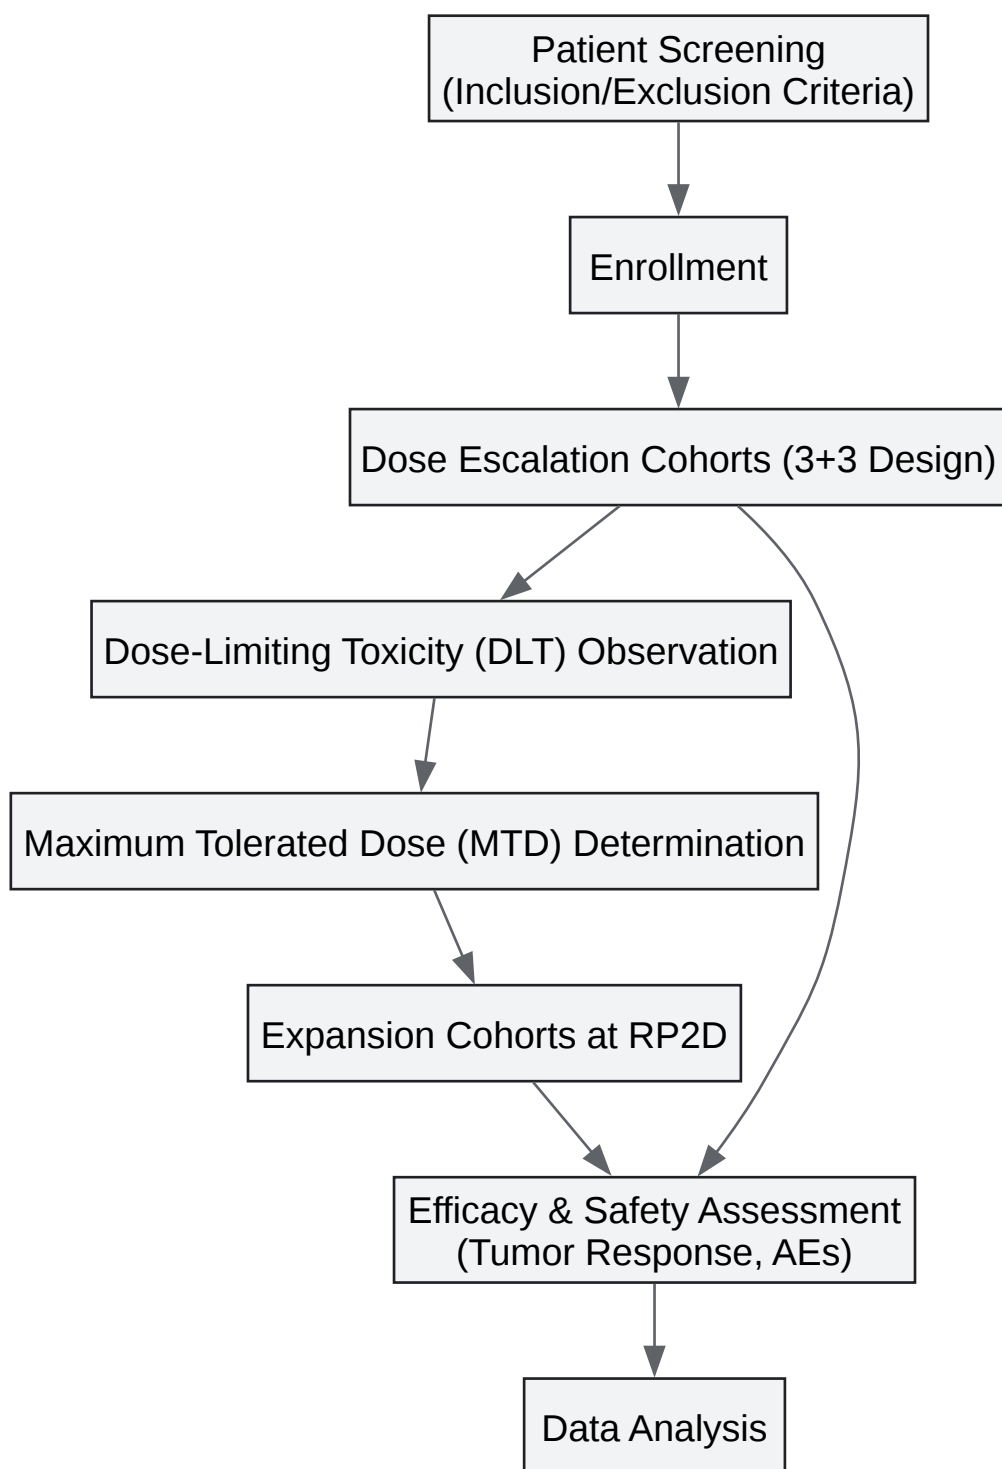 Patient Screening
(Inclusion/Exclusion Criteria)
Enrollment
Dose Escalation Cohorts (3+3 Design)
Dose-Limiting Toxicity (DLT) Observation
Maximum Tolerated Dose (MTD) Determination
Expansion Cohorts at RP2D
Efficacy & Safety Assessment
(Tumor Response, AEs)
Data Analysis